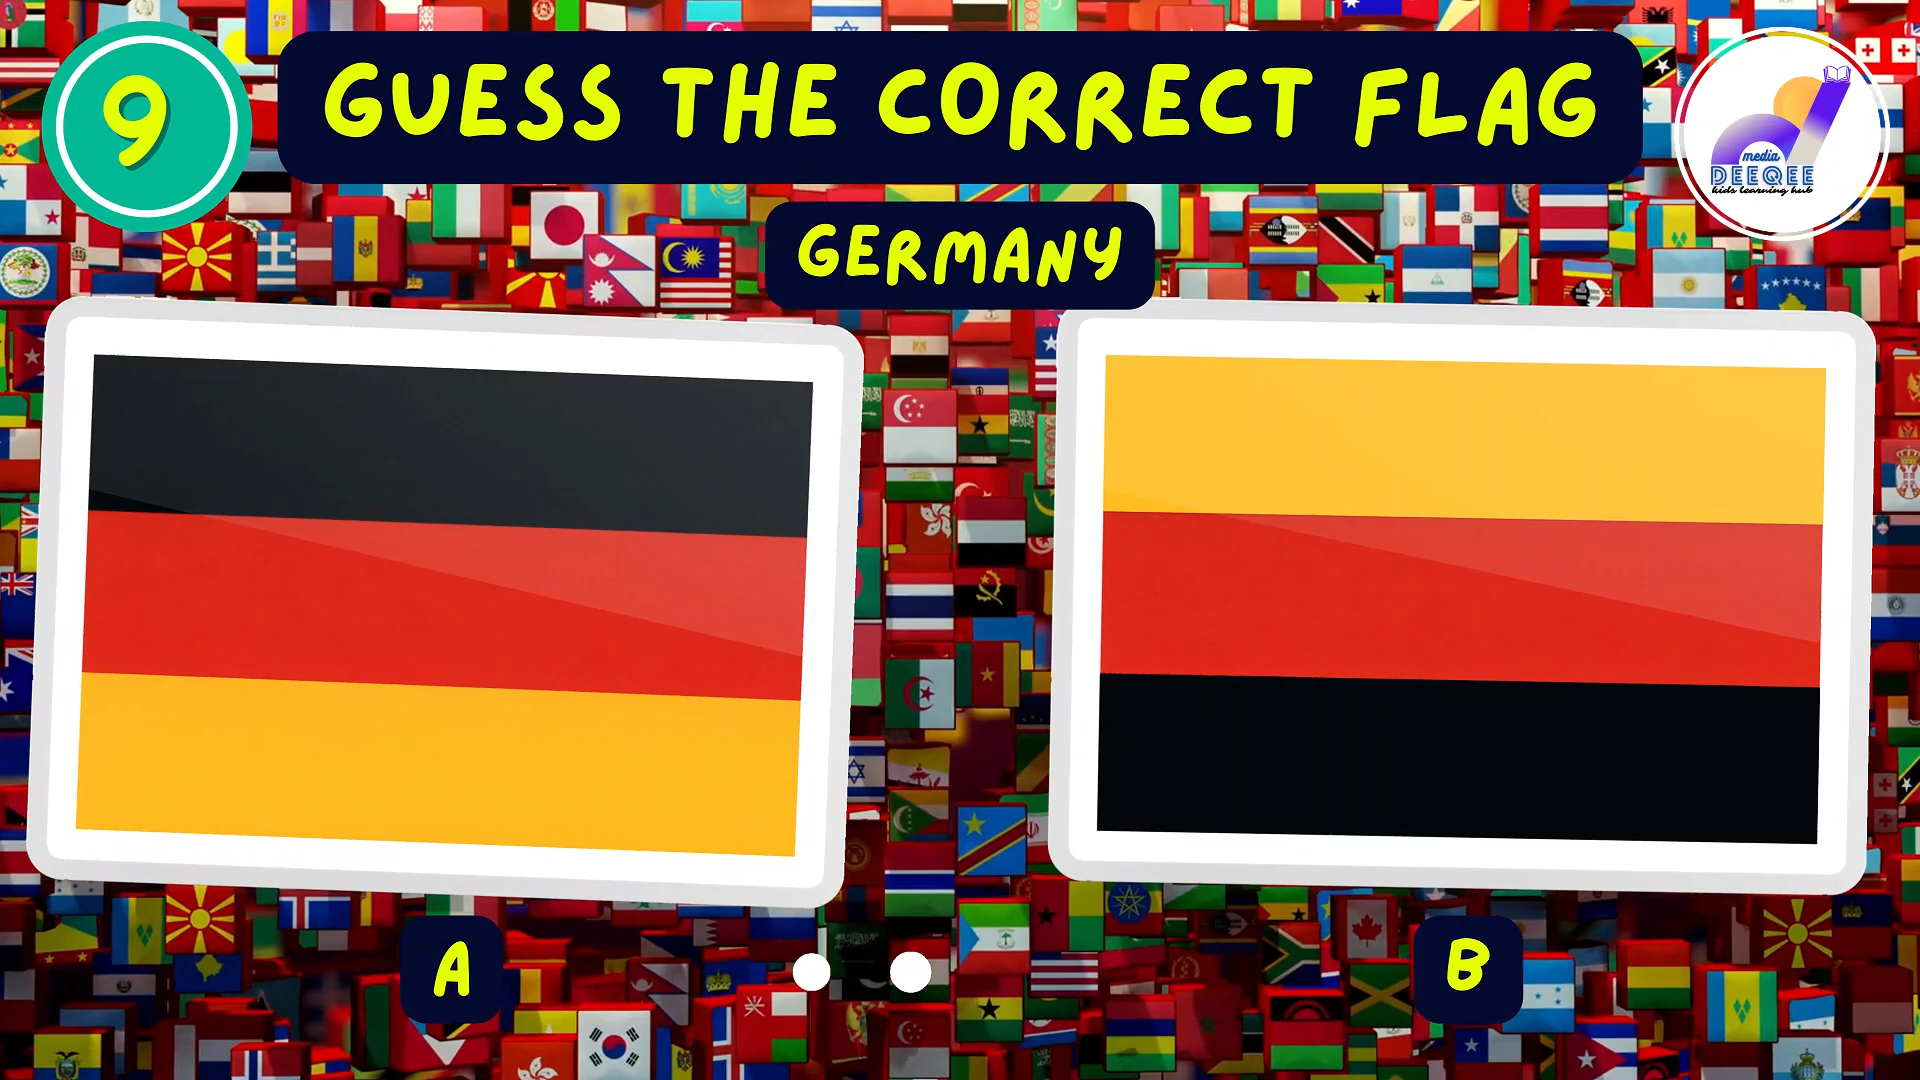 9
GUESS THE CORRECT FLAG
media
DEEQEE
kids learning hub
GERMANY
A
B